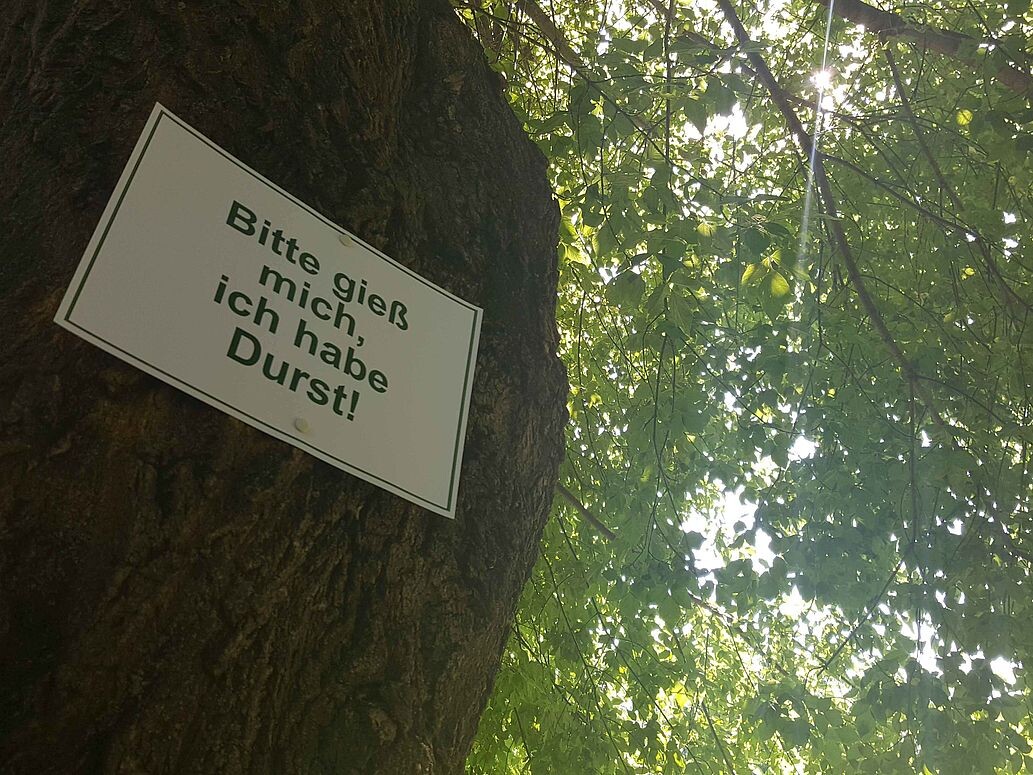 Bitte gieß
mich,
ich habe
Durst!